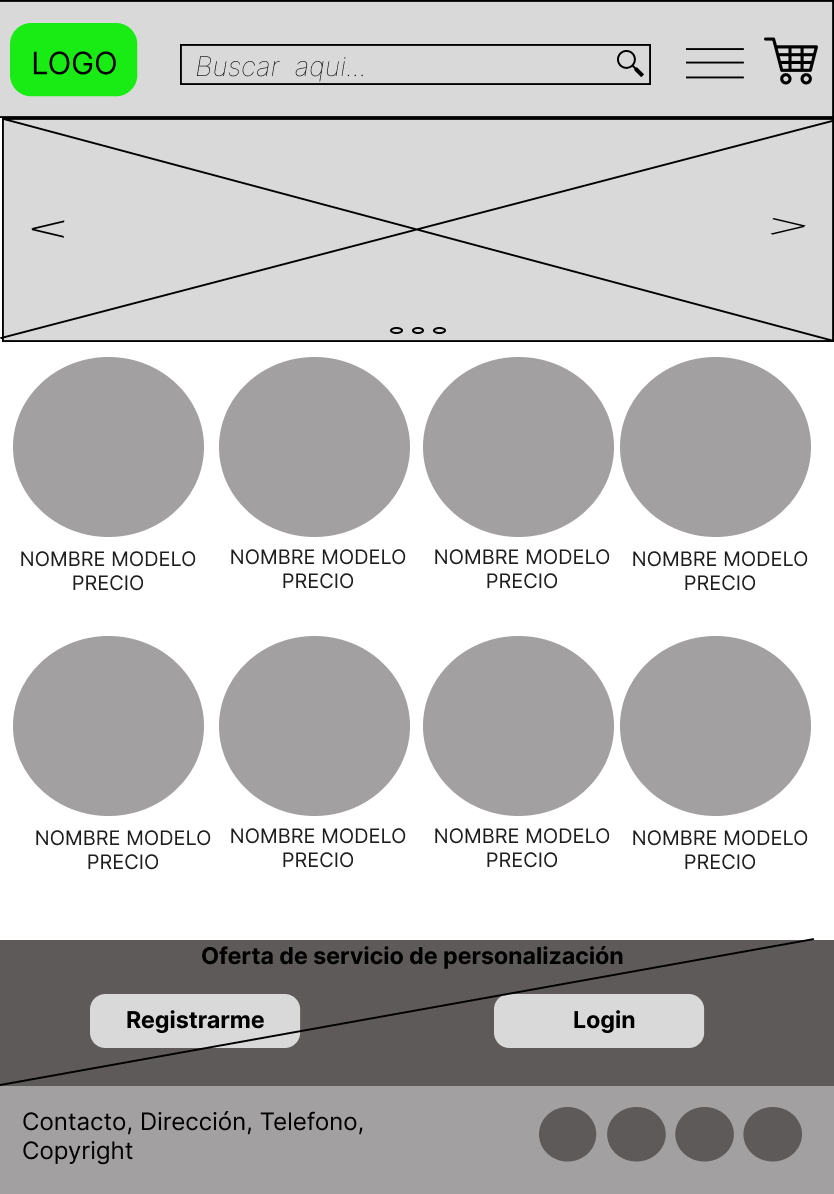 LOGO
Buscar aqui...
< >
NOMBRE MODELO
PRECIO
NOMBRE MODELO
PRECIO
NOMBRE MODELO
PRECIO
NOMBRE MODELO
PRECIO
NOMBRE MODELO
PRECIO
NOMBRE MODELO
PRECIO
NOMBRE MODELO
PRECIO
NOMBRE MODELO
PRECIO
Oferta de servicio de personalización
Registrarme
Login
Contacto, Dirección, Telefono,
Copyright